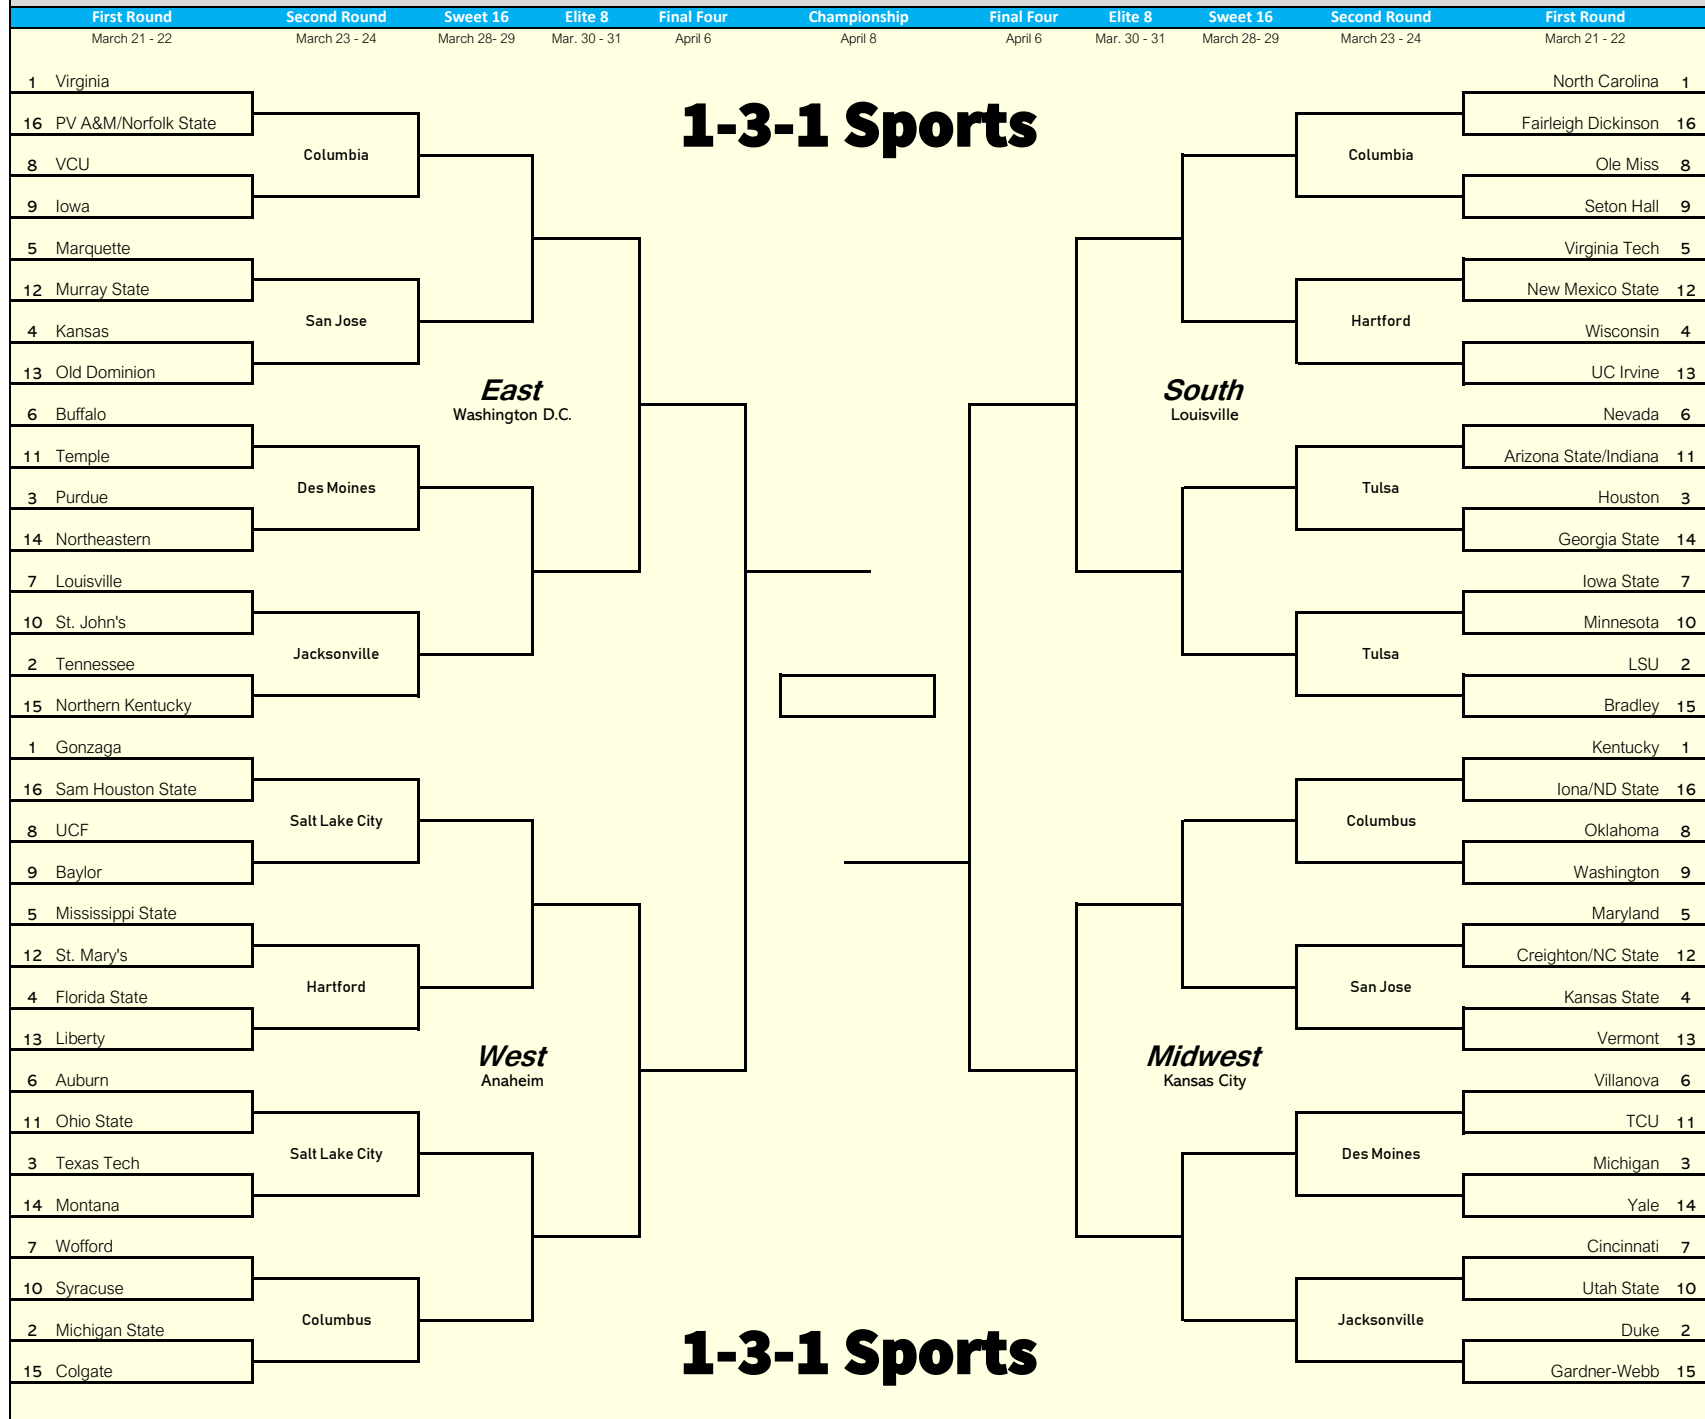 First Round Second Round Sweet 16 Elite 8 Final Four Championship Final Four Elite 8 Sweet 16 Second Round First Round
March 21 - 22 March 23 - 24 March 28- 29 Mar. 30 - 31 April 6 April 8 April 6 Mar. 30 - 31 March 28- 29 March 23 - 24 March 21 - 22
1-3-1 Sports
1 Virginia
16 PV A&M/Norfolk State
Columbia
8 VCU
9 Iowa
5 Marquette
12 Murray State
San Jose
4 Kansas
13 Old Dominion
East
Washington D.C.
6 Buffalo
11 Temple
Des Moines
3 Purdue
14 Northeastern
7 Louisville
10 St. John's
Jacksonville
2 Tennessee
15 Northern Kentucky
1 Gonzaga
16 Sam Houston State
Salt Lake City
8 UCF
9 Baylor
5 Mississippi State
12 St. Mary's
Hartford
4 Florida State
13 Liberty
West
Anaheim
6 Auburn
11 Ohio State
Salt Lake City
3 Texas Tech
14 Montana
7 Wofford
10 Syracuse
Columbus
2 Michigan State
15 Colgate
North Carolina 1
Fairleigh Dickinson 16
Columbia
Ole Miss 8
Seton Hall 9
Virginia Tech 5
New Mexico State 12
Hartford
Wisconsin 4
UC Irvine 13
South
Louisville
Nevada 6
Arizona State/Indiana 11
Tulsa
Houston 3
Georgia State 14
Iowa State 7
Minnesota 10
Tulsa
LSU 2
Bradley 15
Kentucky 1
Iona/ND State 16
Columbus
Oklahoma 8
Washington 9
Maryland 5
Creighton/NC State 12
San Jose
Kansas State 4
Vermont 13
Midwest
Kansas City
Villanova 6
TCU 11
Des Moines
Michigan 3
Yale 14
Cincinnati 7
Utah State 10
Jacksonville
Duke 2
Gardner-Webb 15
1-3-1 Sports